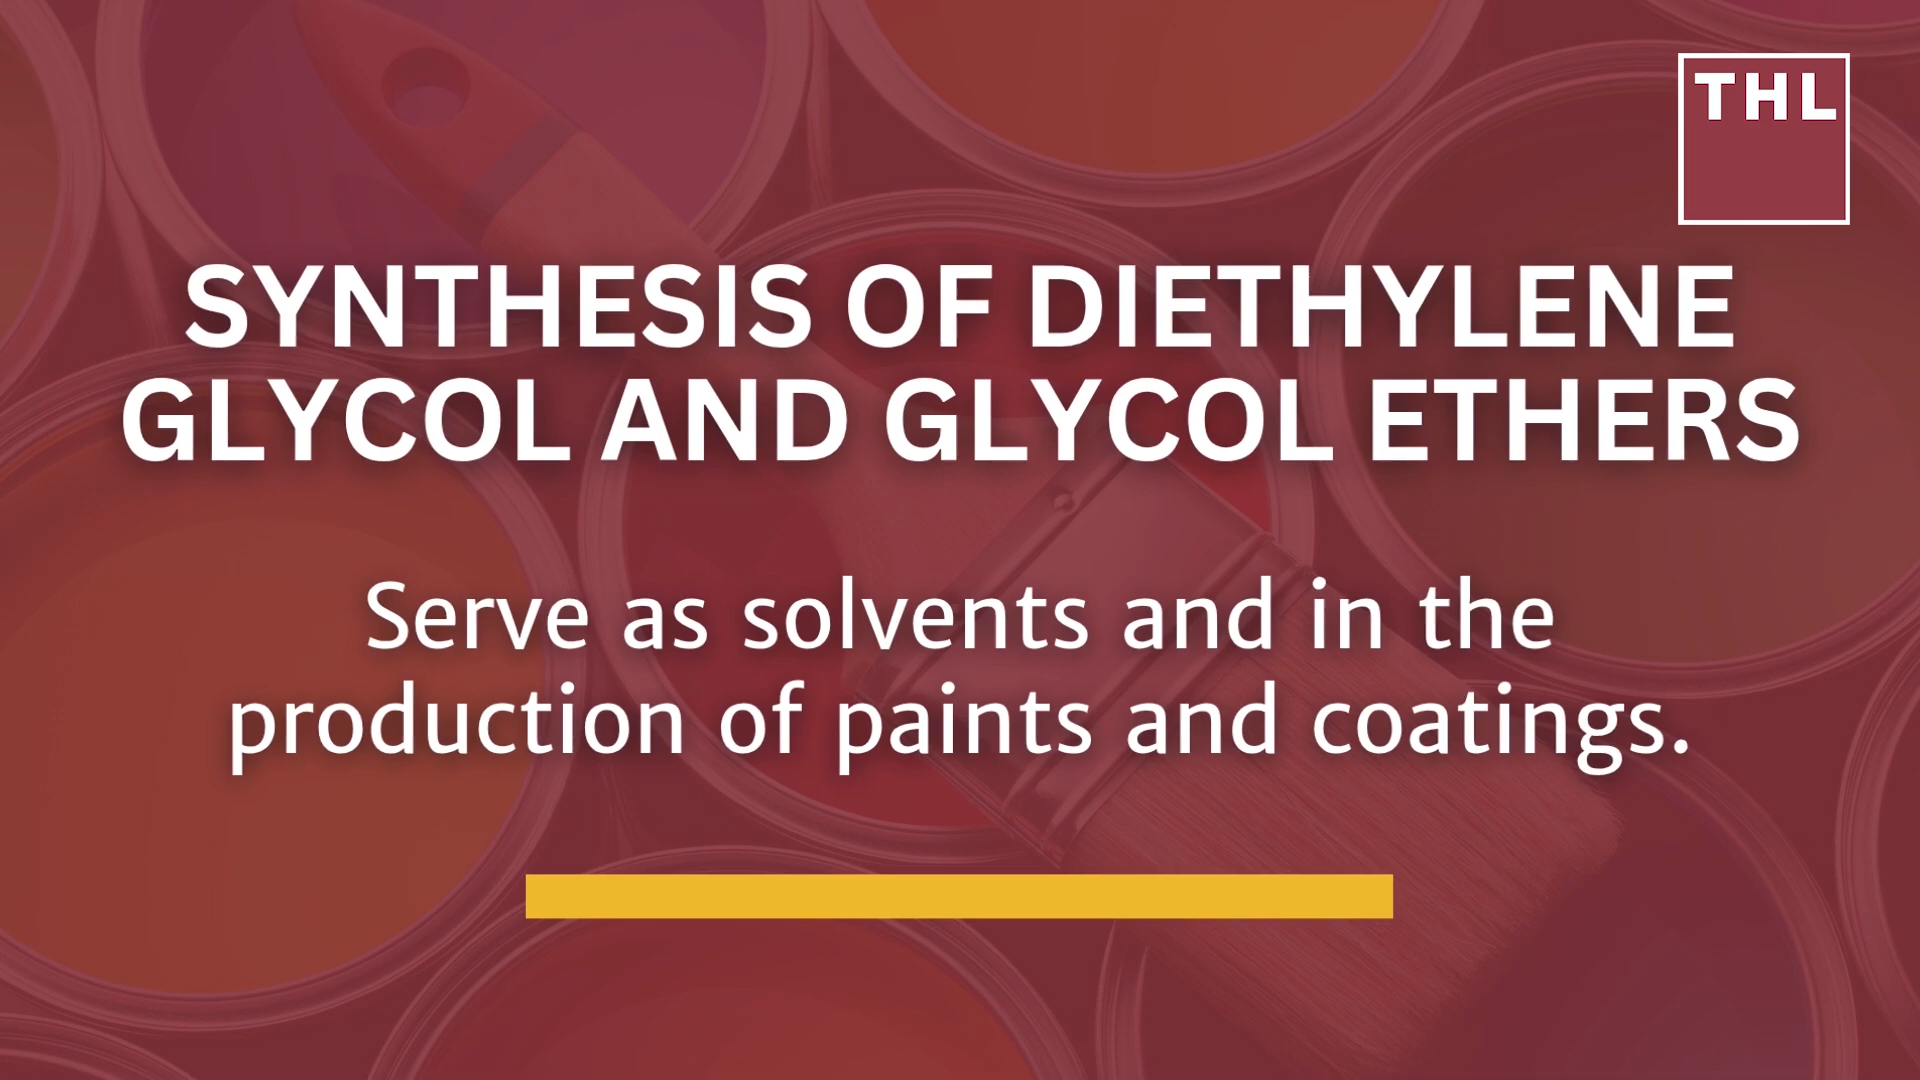 THL
SYNTHESIS OF DIETHYLENE
GLYCOL AND GLYCOL ETHERS
Serve as solvents and in the
production of paints and coatings.